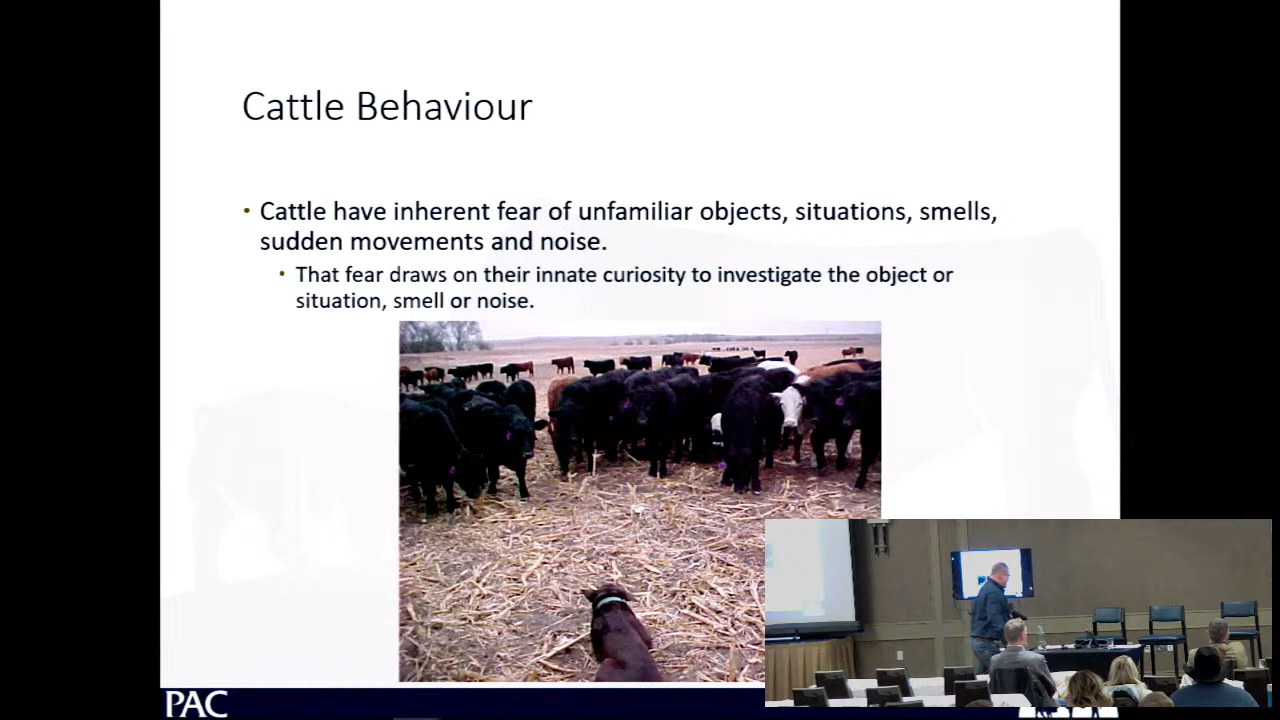 Cattle Behaviour
• Cattle have inherent fear of unfamiliar objects, situations, smells,
sudden movements and noise.
• That fear draws on their innate curiosity to investigate the object or
situation, smell or noise.
PAC